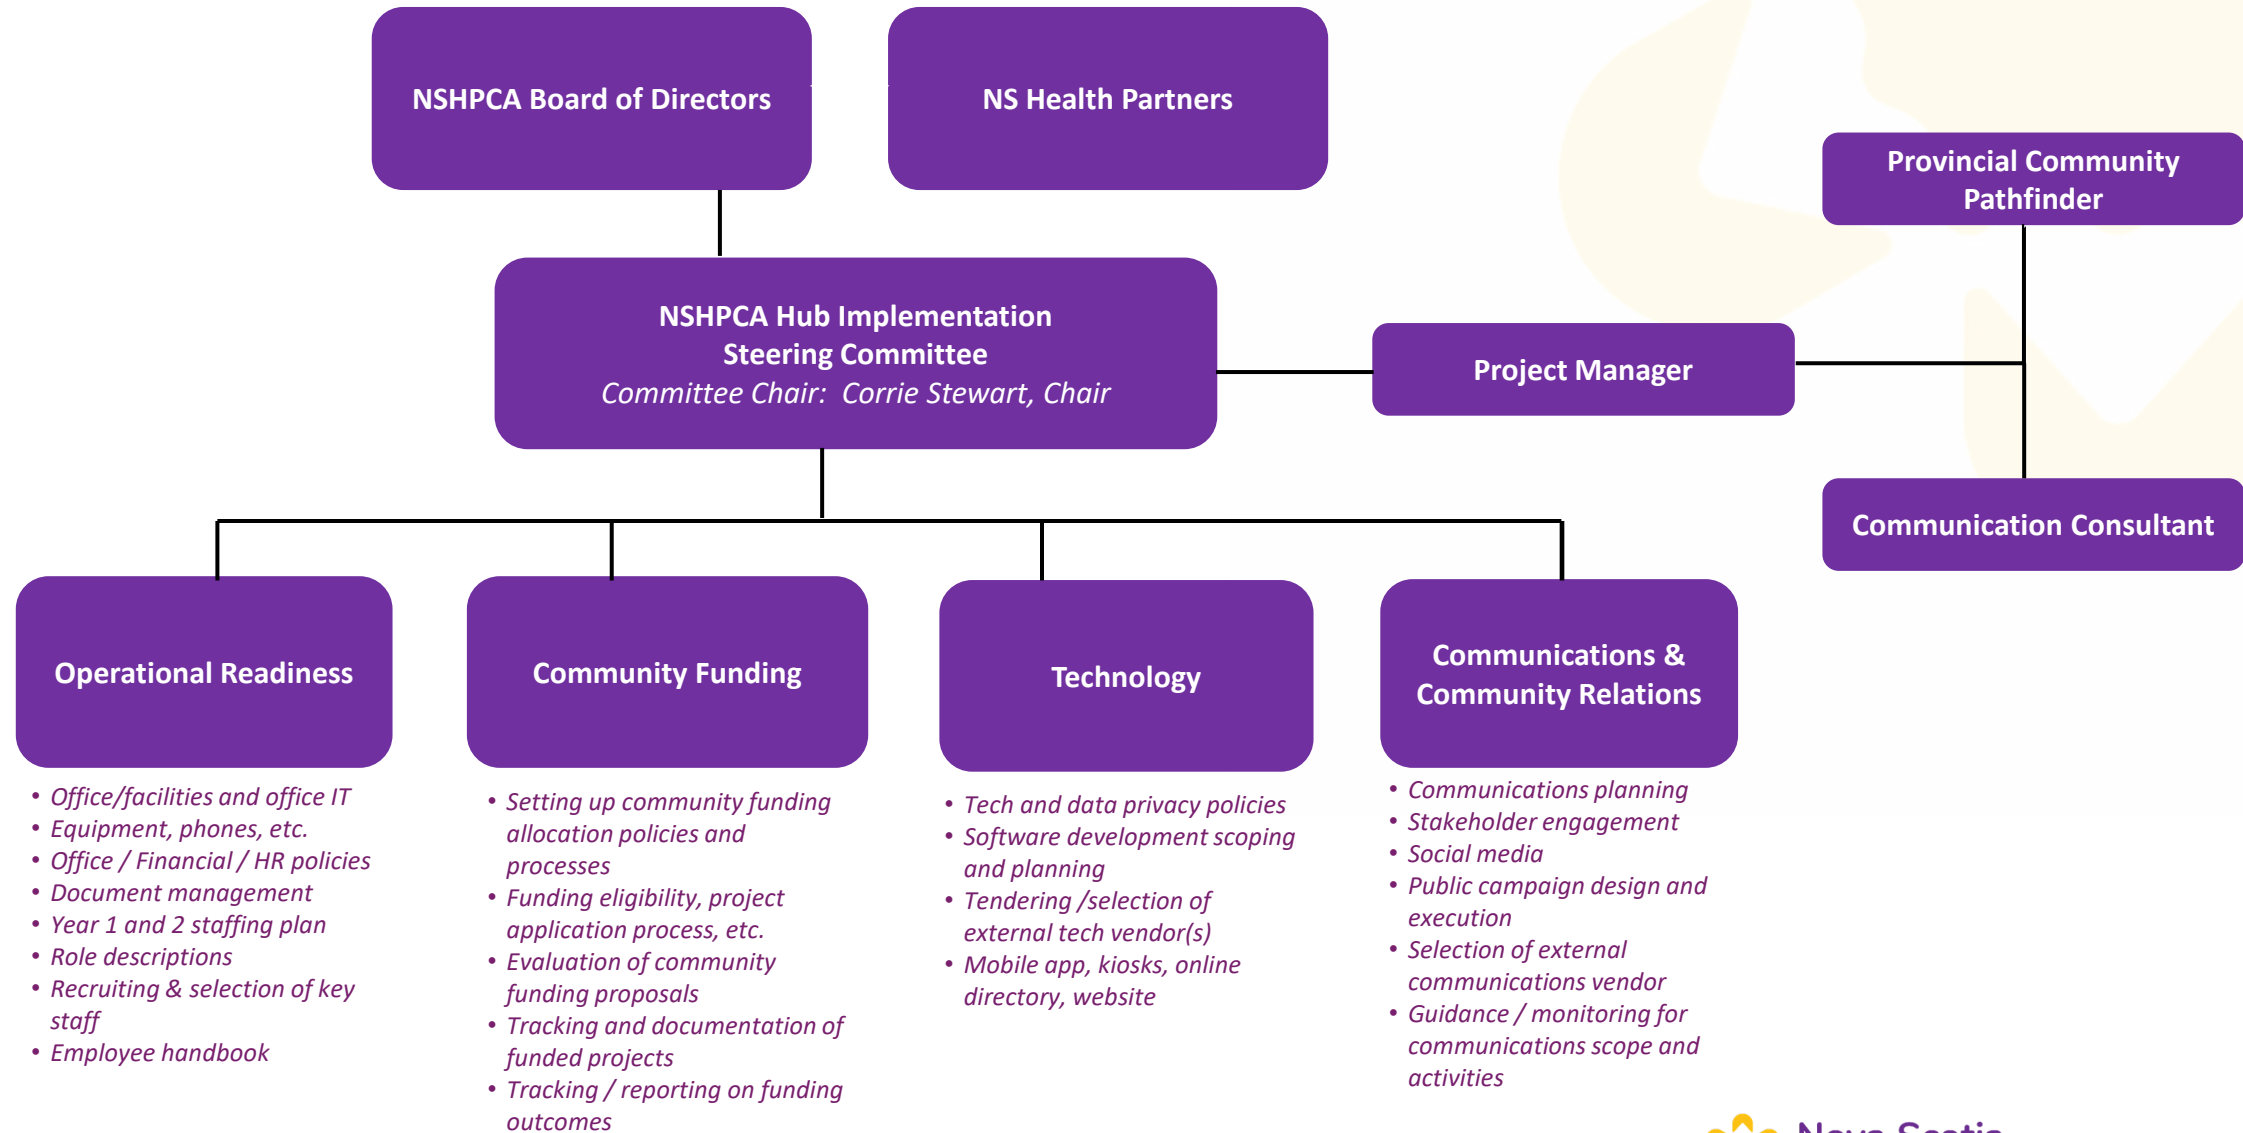 NSHPCA Board of Directors
NS Health Partners
Provincial Community
Pathfinder
NSHPCA Hub Implementation
Steering Committee
Committee Chair:  Corrie Stewart, Chair
Project Manager
Communication Consultant
Operational Readiness
• Office/facilities and office IT
• Equipment, phones, etc.
• Office / Financial / HR policies
• Document management
• Year 1 and 2 staffing plan
• Role descriptions
• Recruiting & selection of key
staff
• Employee handbook
Community Funding
• Setting up community funding
allocation policies and
processes
• Funding eligibility, project
application process, etc.
• Evaluation of community
funding proposals
• Tracking and documentation of
funded projects
• Tracking / reporting on funding
outcomes
Technology
• Tech and data privacy policies
• Software development scoping
and planning
• Tendering /selection of
external tech vendor(s)
• Mobile app, kiosks, online
directory, website
Communications &
Community Relations
• Communications planning
• Stakeholder engagement
• Social media
• Public campaign design and
execution
• Selection of external
communications vendor
• Guidance / monitoring for
communications scope and
activities
Nova Scotia